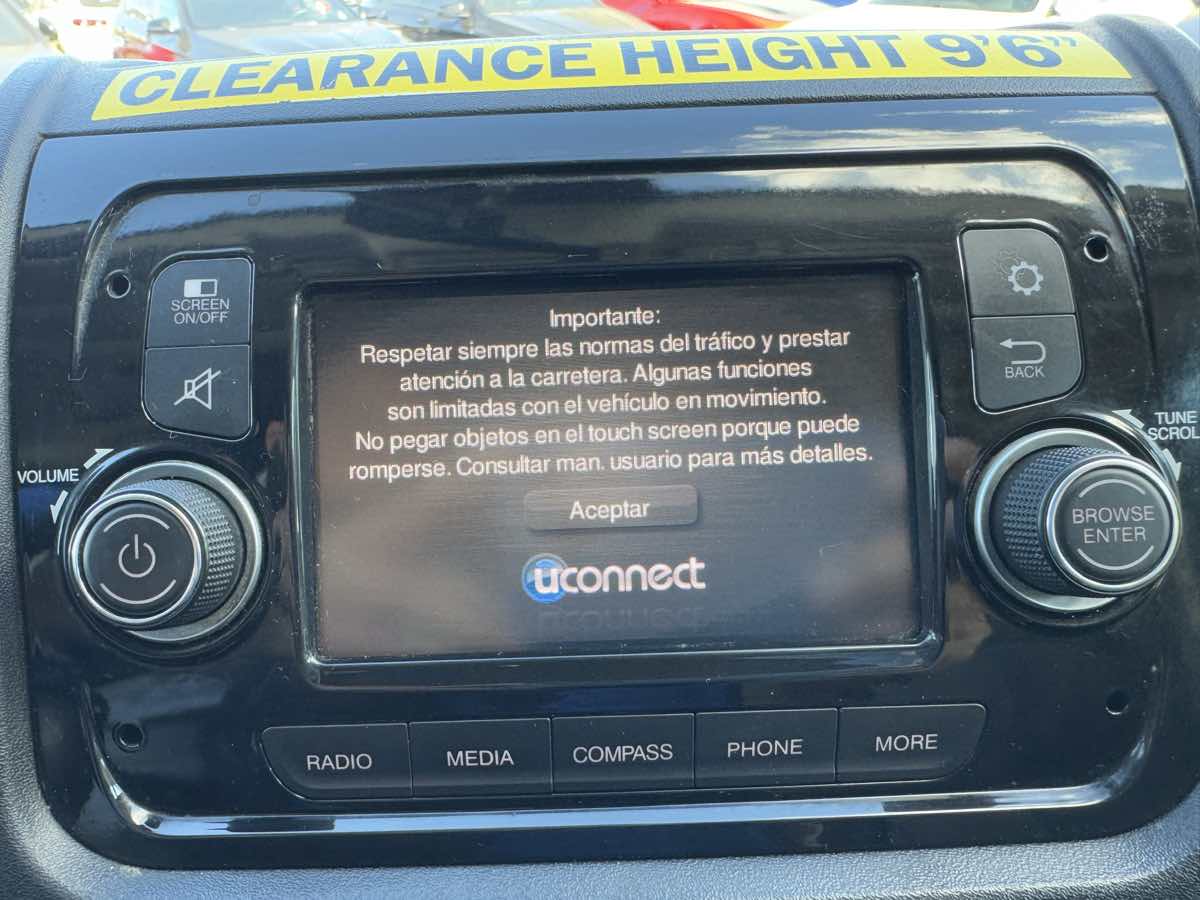 CLEARANCE HEIGHT 9'6"
SCREEN
ON/OFF
BACK
VOLUME
TUNE
SCROLL
BROWSE
ENTER
Importante:
Respetar siempre las normas del tráfico y prestar
atención a la carretera. Algunas funciones
son limitadas con el vehículo en movimiento.
No pegar objetos en el touch screen porque puede
romperse. Consultar man. usuario para más detalles.
Aceptar
uconnect
RADIO
MEDIA
COMPASS
PHONE
MORE